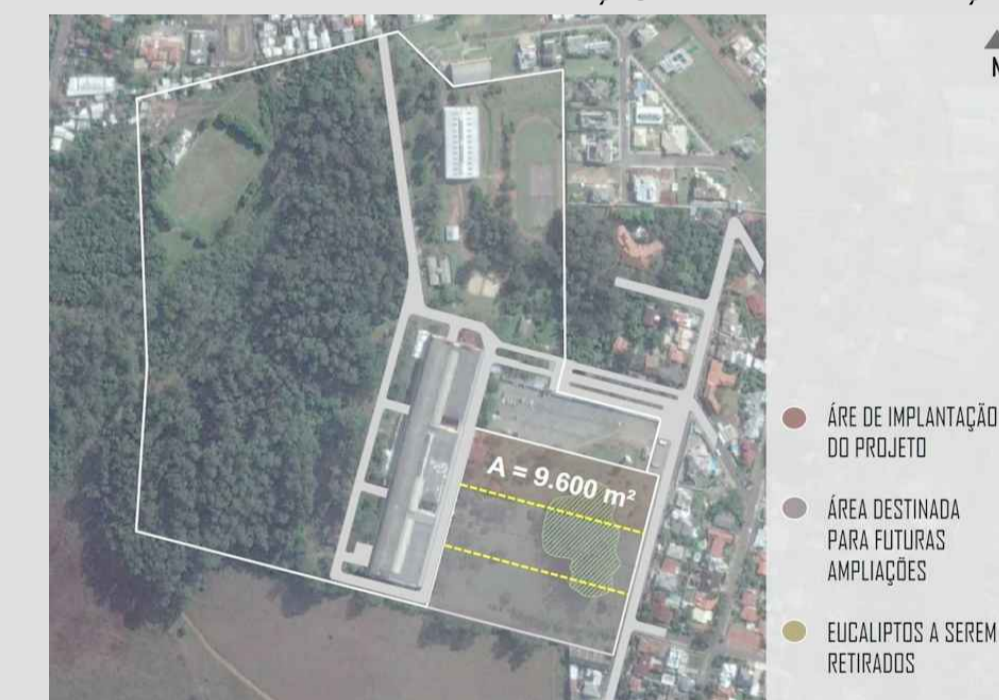 N
ÁRE DE IMPLANTAÇÃO
DO PROJETO
A = 9.600 m²
ÁREA DESTINADA
PARA FUTURAS
AMPLIAÇÕES
EUCALIPTOS A SEREM
RETIRADOS